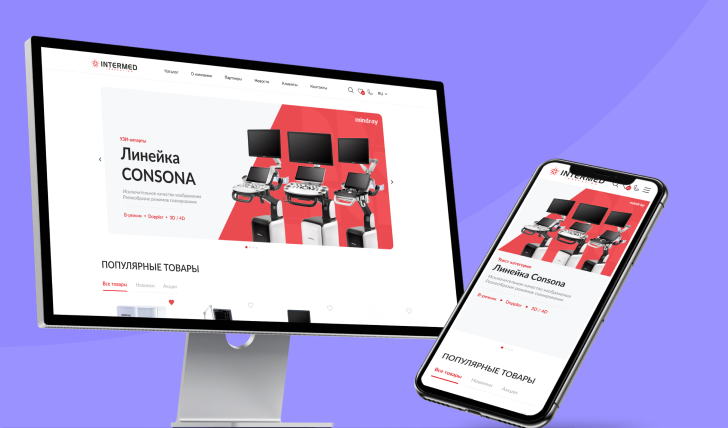 INTERMED
Каталог
О компании
Партнеры
Новости
Клиенты
Контакты
RU
mindray
УЗИ-аппараты
Линейка
CONSONA
Исключительное качество изображения
Разнообразие режимов сканирования
B-режим • Doppler • 3D / 4D
ПОПУЛЯРНЫЕ ТОВАРЫ
Все товары
Новинки
Акции
INTERMED
mindray
Текст категории
Линейка Consona
Исключительное качество изображения
Разнообразие режимов сканирования
B-режим • Doppler • 3D / 4D
ПОПУЛЯРНЫЕ ТОВАРЫ
Все товары
Новинки
Акции